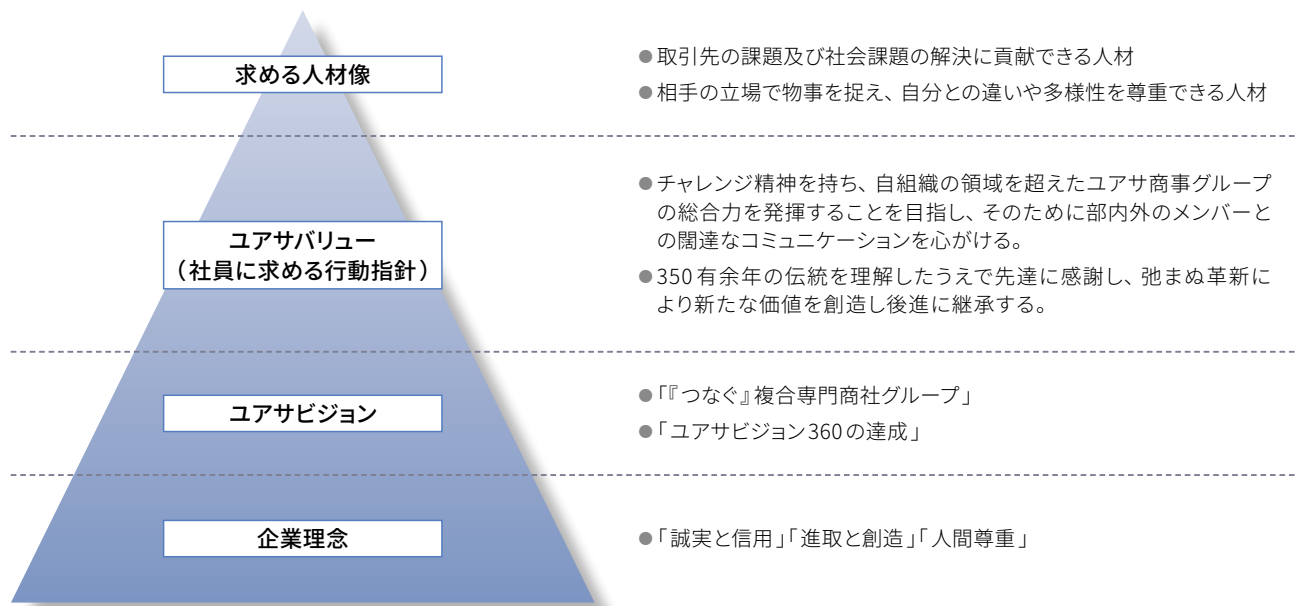 求める人材像
●取引先の課題及び社会課題の解決に貢献できる人材
●相手の立場で物事を捉え、自分との違いや多様性を尊重できる人材
ユアサバリュー
（社員に求める行動指針）
●チャレンジ精神を持ち、自組織の領域を超えたユアサ商事グループ
の総合力を発揮することを目指し、そのために部内外のメンバーと
の闊達なコミュニケーションを心がける。
●350有余年の伝統を理解したうえで先達に感謝し、弛まぬ革新に
より新たな価値を創造し後進に継承する。
ユアサビジョン
●「『つなぐ』複合専門商社グループ」
●「ユアサビジョン360の達成」
企業理念
●「誠実と信用」「進取と創造」「人間尊重」